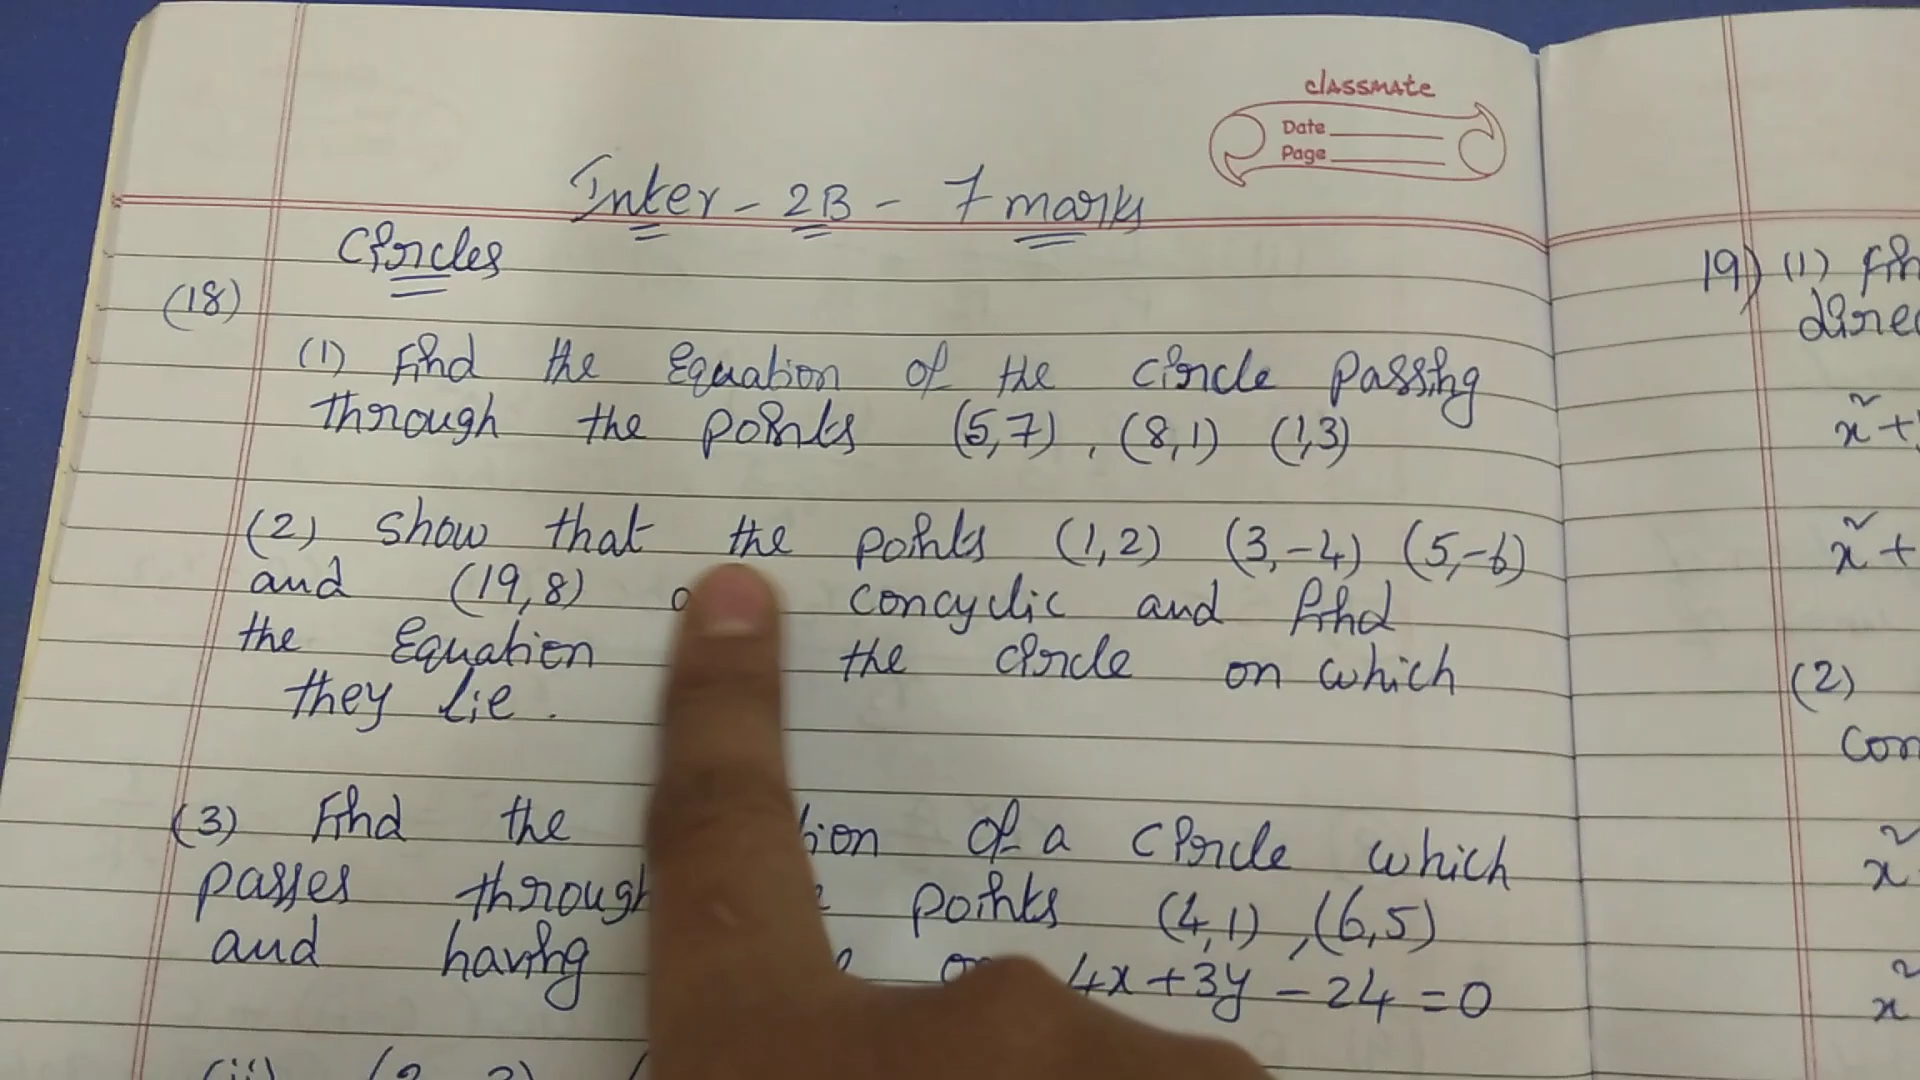 classmate
Date
Page
Inter - 2B - 7 marks
Circles
(18)
(1) Find the Equation of the circle passing
through the points (5,7), (8,1) (1,3)
(2) show that the points (1,2) (3,-4) (5,-6)
and (19,8) concyclic and find
the Equation the circle on which
they lie.
(3) Find the of a circle which
passes through points (4,1), (6,5)
and having 4x+3y-24=0
(ii)
19) (1)
(2)